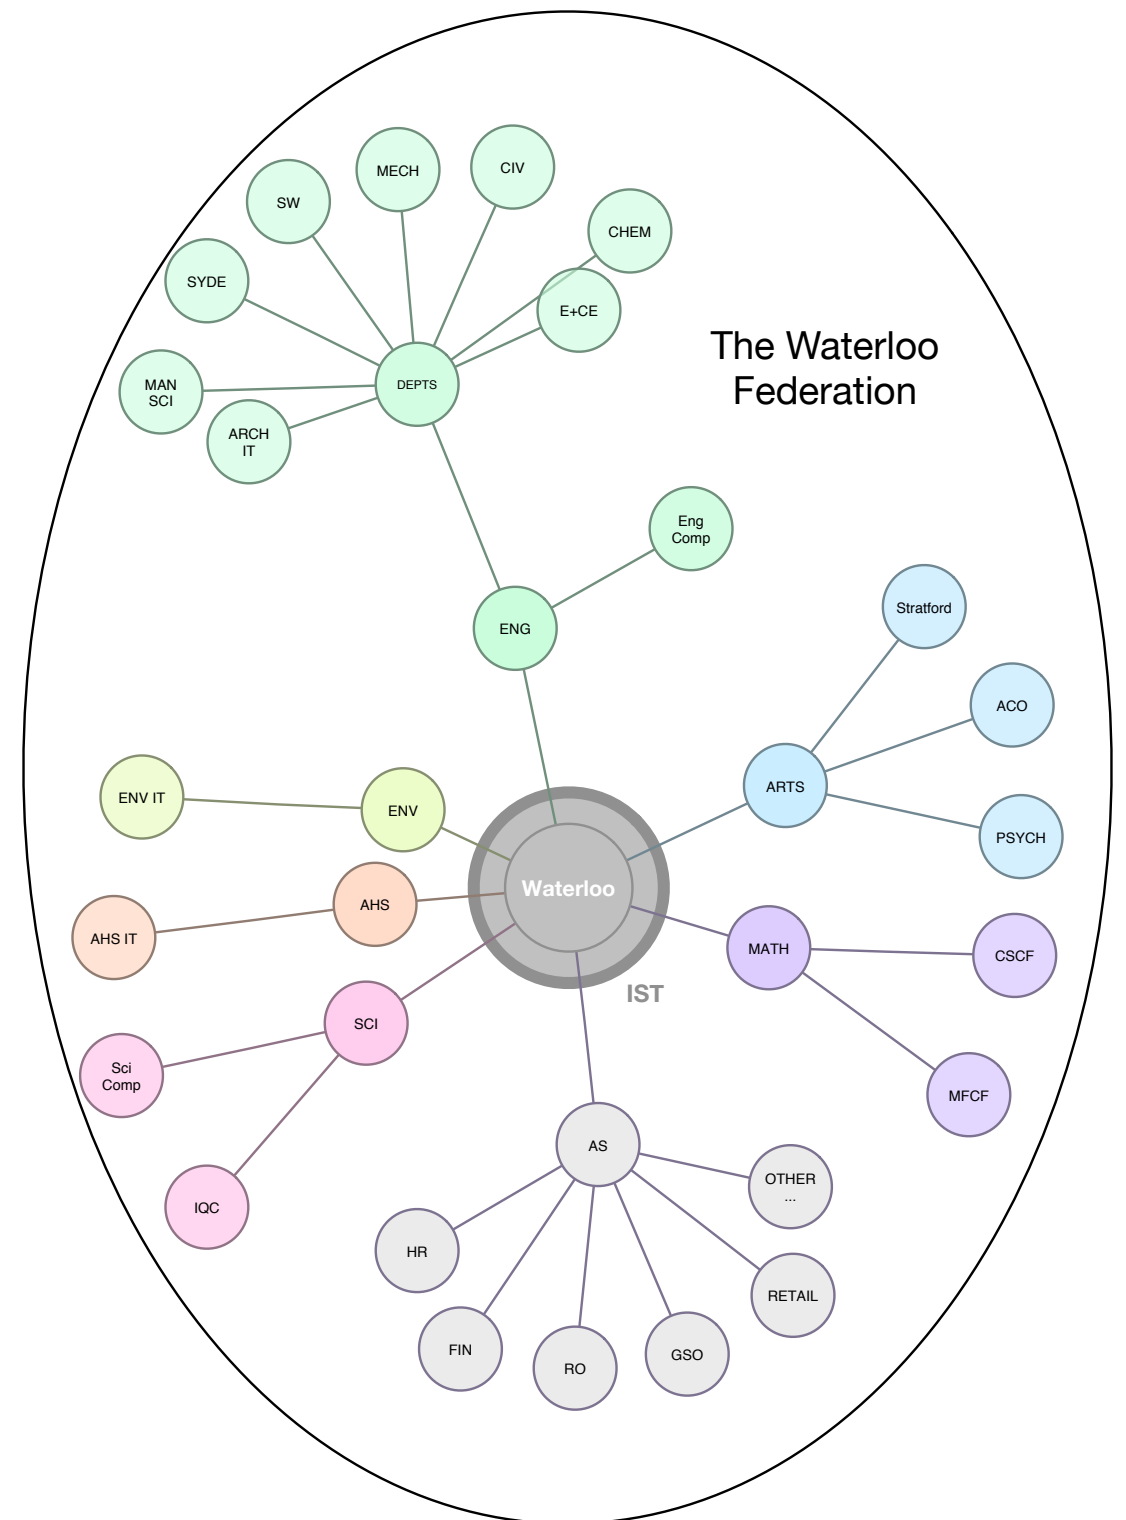 MECH
CIV
SW
CHEM
SYDE
E+CE
The Waterloo
Federation
DEPTS
MAN
SCI
ARCH
IT
Eng
Comp
Stratford
ENG
ACO
ARTS
ENV IT
ENV
PSYCH
Waterloo
AHS
AHS IT
MATH
CSCF
IST
SCI
Sci
Comp
MFCF
AS
OTHER
...
IQC
HR
RETAIL
FIN
GSO
RO